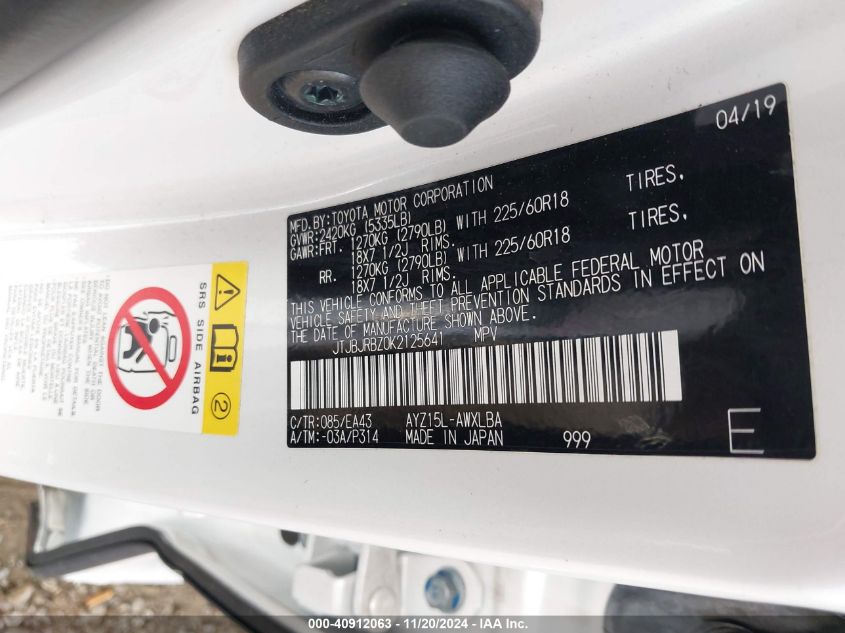 04/19
MFD.BY:TOYOTA MOTOR CORPORATION
GVWR:2420KG (5335LB)
GAWR:FRT. 1270KG (2790LB) WITH 225/60R18 TIRES,
18X7 1/2J RIMS.
RR. 1270KG (2790LB) WITH 225/60R18 TIRES,
18X7 1/2J RIMS.
THIS VEHICLE CONFORMS TO ALL APPLICABLE FEDERAL MOTOR
VEHICLE SAFETY AND THEFT PREVENTION STANDARDS IN EFFECT ON
THE DATE OF MANUFACTURE SHOWN ABOVE.
JTJBJRBZ0K2125641 MPV
C/TR:085/EA43 AYZ15L-AWXLBA
A/TM:-03A/P314 MADE IN JAPAN 999
E
SRS SIDE AIRBAG
2
000-40912063 - 11/20/2024 - IAA Inc.